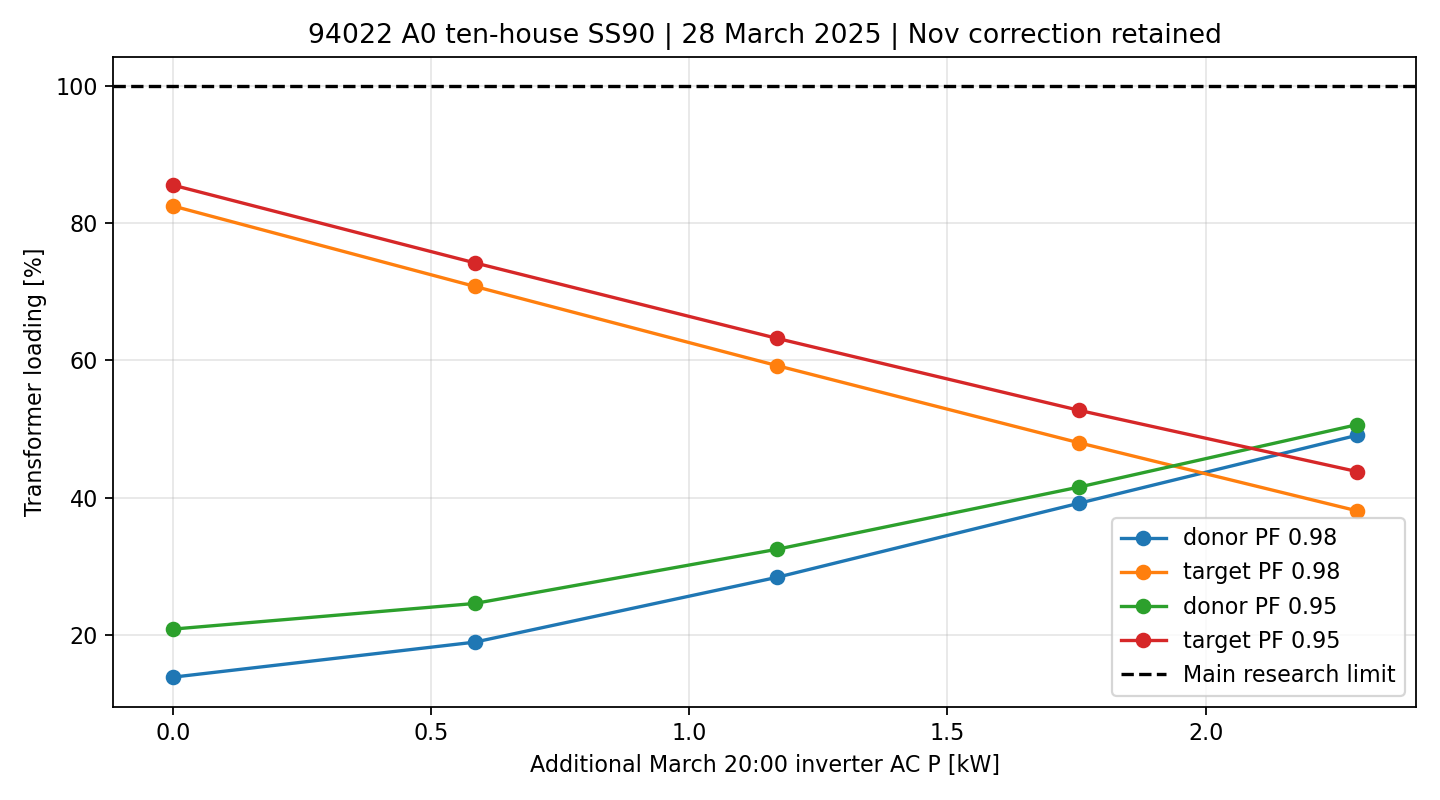 94022 A0 ten-house SS90 | 28 March 2025 | Nov correction retained
Transformer loading [%]
100
80
60
40
20
0.0
0.5
1.0
1.5
2.0
Additional March 20:00 inverter AC P [kW]
donor PF 0.98
target PF 0.98
donor PF 0.95
target PF 0.95
Main research limit